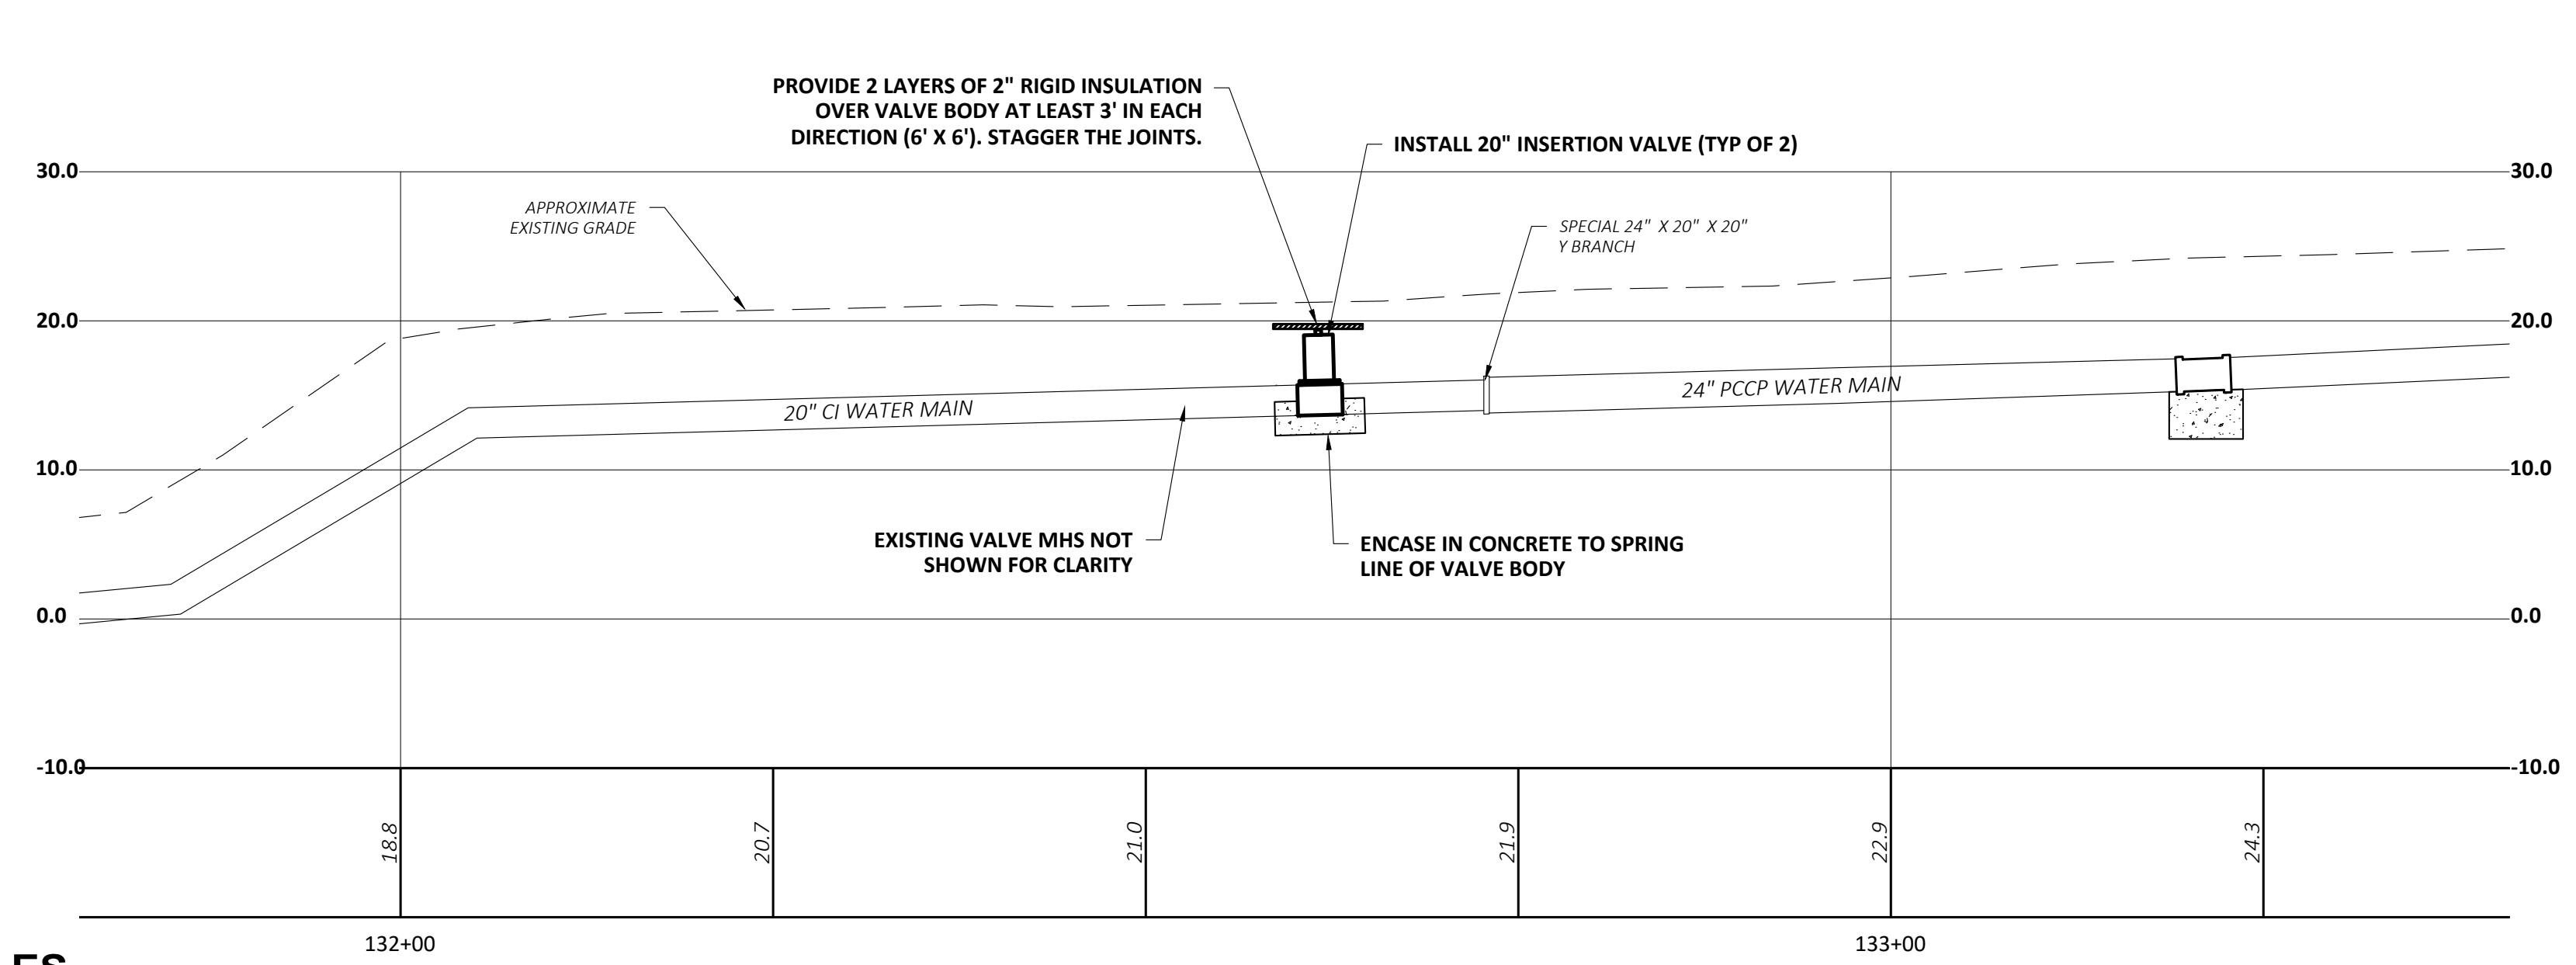 PROVIDE 2 LAYERS OF 2" RIGID INSULATION
OVER VALVE BODY AT LEAST 3' IN EACH
DIRECTION (6' X 6'). STAGGER THE JOINTS.
INSTALL 20" INSERTION VALVE (TYP OF 2)
30.0
30.0
APPROXIMATE
EXISTING GRADE
SPECIAL 24" X 20" X 20"
Y BRANCH
20.0
20.0
20" CI WATER MAIN
24" PCCP WATER MAIN
10.0
10.0
EXISTING VALVE MHS NOT
SHOWN FOR CLARITY
ENCASE IN CONCRETE TO SPRING
LINE OF VALVE BODY
0.0
0.0
-10.0
-10.0
18.8
20.7
21.0
21.9
22.9
24.3
132+00
133+00